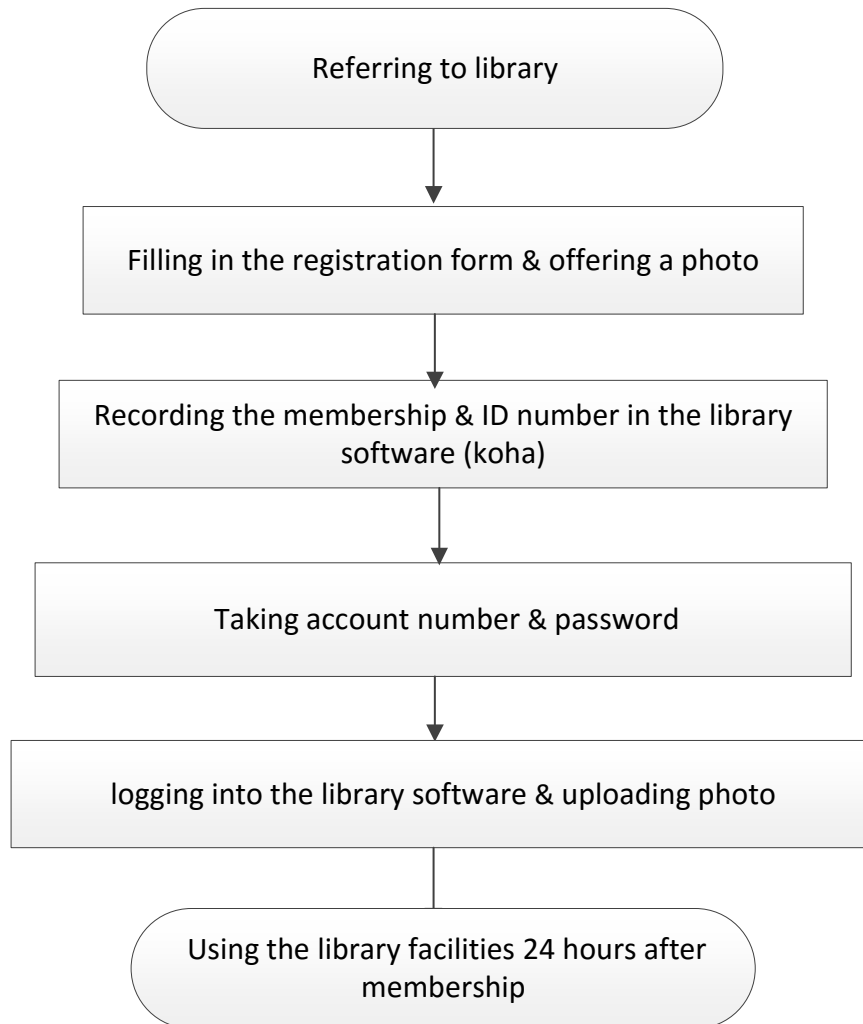 Referring to library
Filling in the registration form & offering a photo
Recording the membership & ID number in the library
software (koha)
Taking account number & password
logging into the library software & uploading photo
Using the library facilities 24 hours after
membership